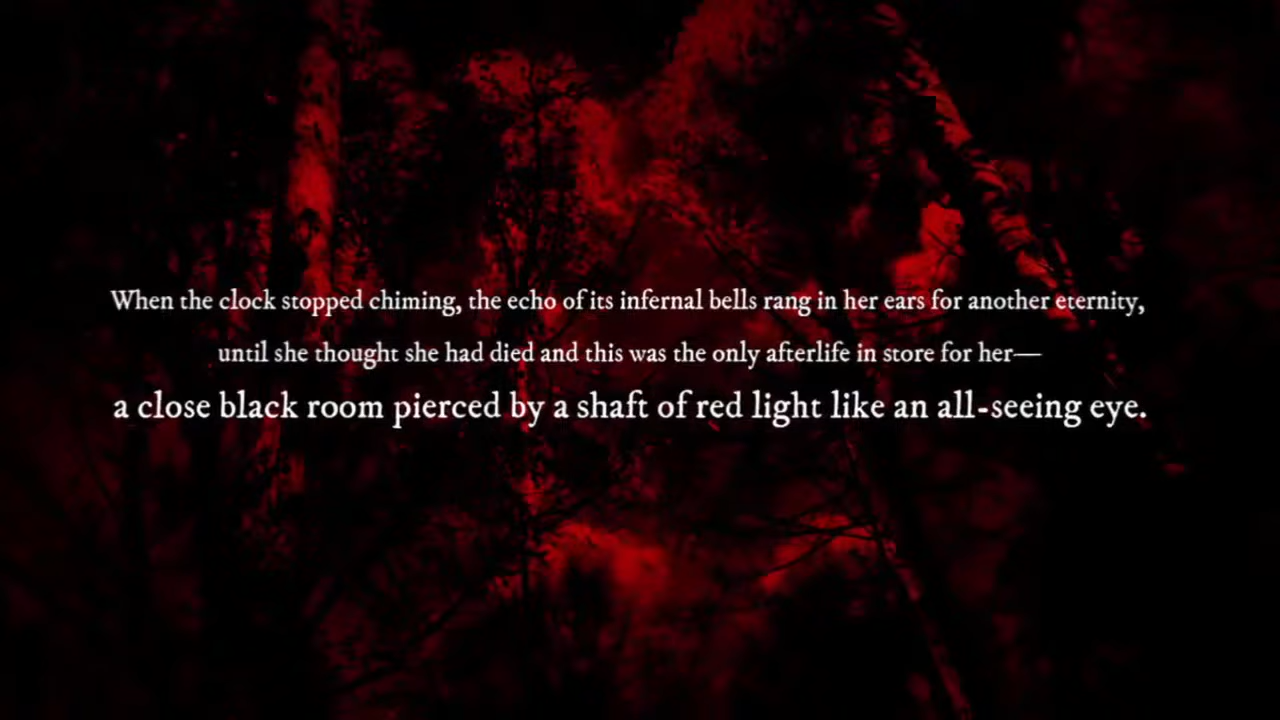 When the clock stopped chiming, the echo of its infernal bells rang in her ears for another eternity,
until she thought she had died and this was the only afterlife in store for her—
a close black room pierced by a shaft of red light like an all-seeing eye.